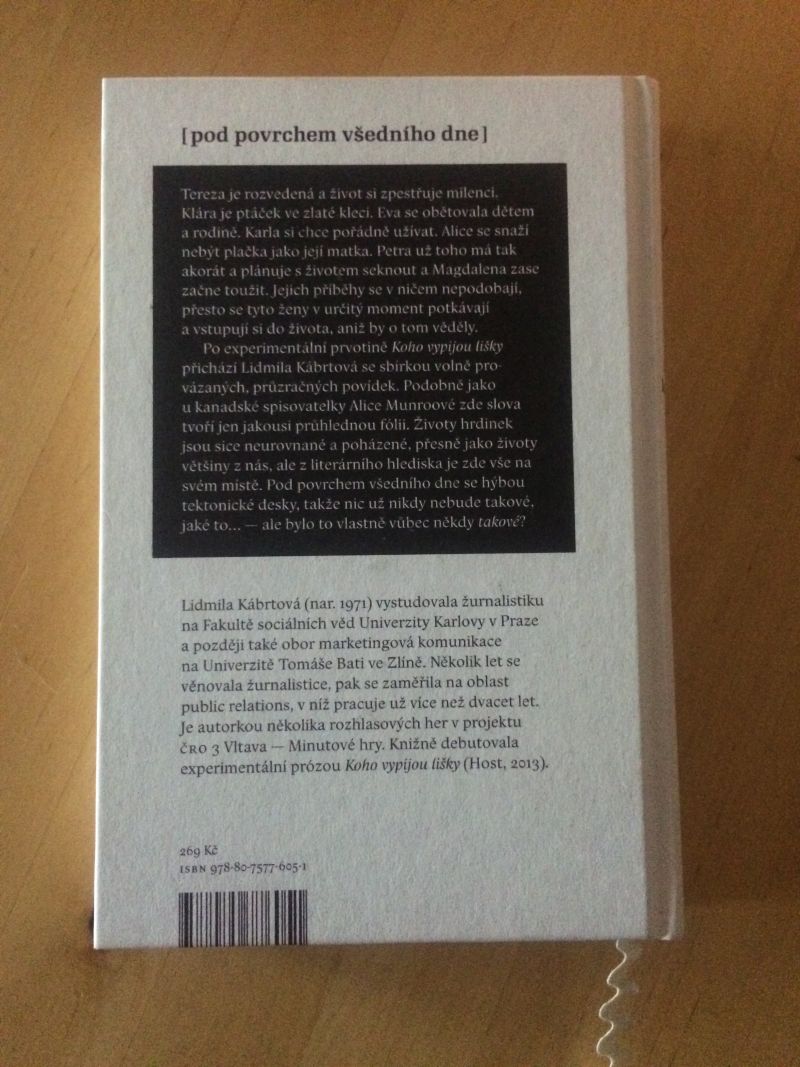 [pod povrchem všedního dne]
Tereza je rozvedená a život si zpestřuje milenci.
Klára je ptáček ve zlaté kleci. Eva se obětovala dětem
a rodině. Karla si chce pořádně užívat. Alice se snaží
nebýt plačka jako její matka. Petra už toho má tak
akorát a plánuje s životem seknout a Magdalena zase
začne toužit. Jejich příběhy se v ničem nepodobají,
přesto se tyto ženy v určitý moment potkávají
a vstupují si do života, aniž by o tom věděly.
Po experimentální prvotině Koho vypijou lišky
přichází Lidmila Kábrtová se sbírkou volně pro-
vázaných, průzračných povídek. Podobně jako
u kanadské spisovatelky Alice Munroové zde slova
tvoří jen jakousi průhlednou fólii. Životy hrdinek
jsou sice neurovnané a poházené, přesně jako životy
většiny z nás, ale z literárního hlediska je zde vše na
svém místě. Pod povrchem všedního dne se hýbou
tektonické desky, takže nic už nikdy nebude takové,
jaké to... — ale bylo to vlastně vůbec někdy takové?
Lidmila Kábrtová (nar. 1971) vystudovala žurnalistiku
na Fakultě sociálních věd Univerzity Karlovy v Praze
a později také obor marketingová komunikace
na Univerzitě Tomáše Bati ve Zlíně. Několik let se
věnovala žurnalistice, pak se zaměřila na oblast
public relations, v níž pracuje už více než dvacet let.
Je autorkou několika rozhlasových her v projektu
ČRO 3 Vltava — Minutové hry. Knižně debutovala
experimentální prózou Koho vypijou lišky (Host, 2013).
269 Kč
ISBN 978-80-7577-605-1